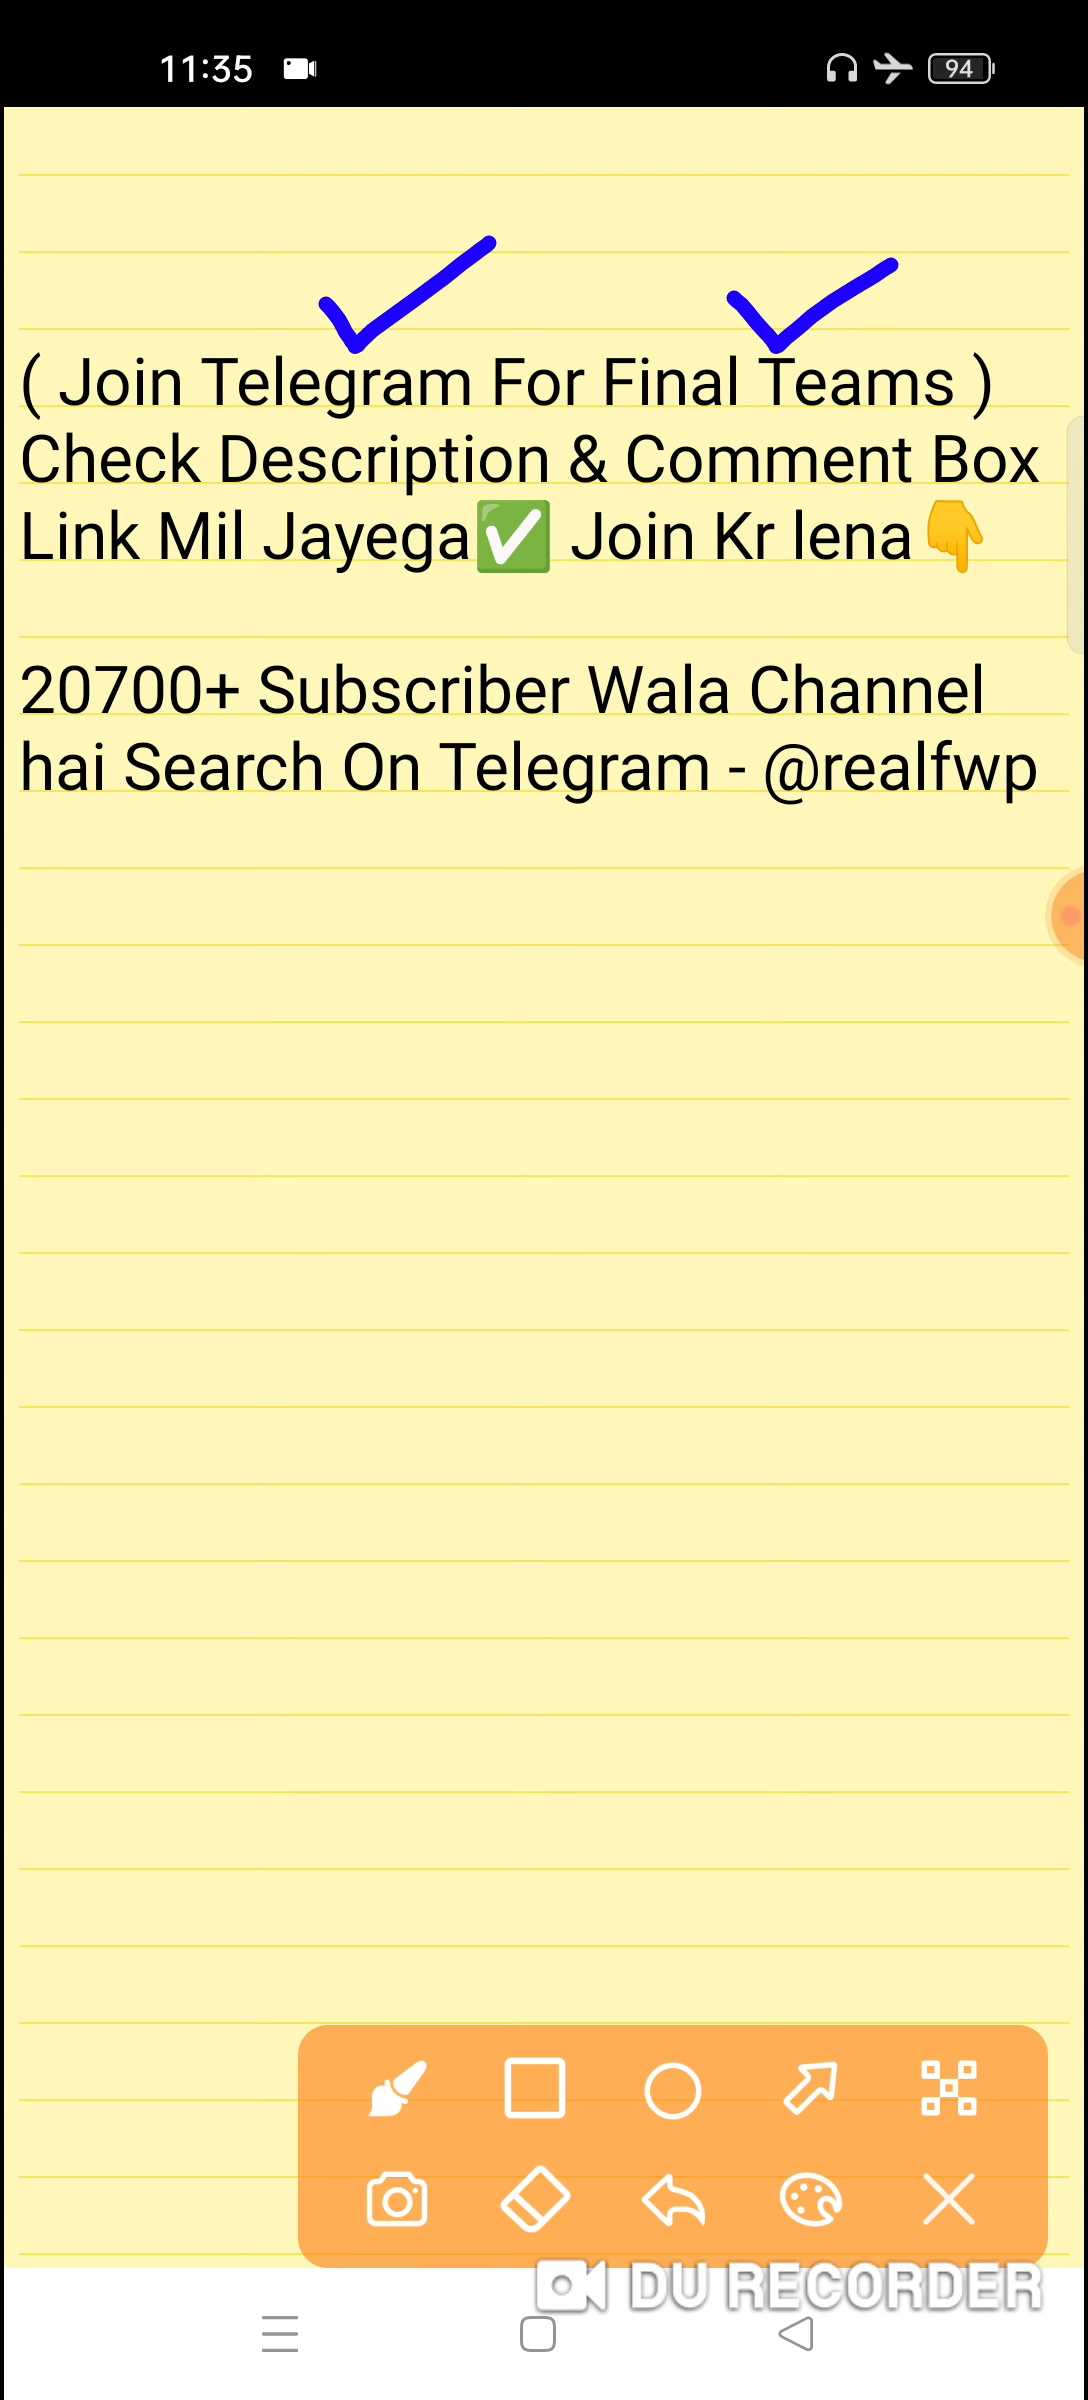 11:35
94
( Join Telegram For Final Teams )
Check Description & Comment Box
Link Mil Jayega✅ Join Kr lena👇
20700+ Subscriber Wala Channel
hai Search On Telegram - @realfwp
DU RECORDER